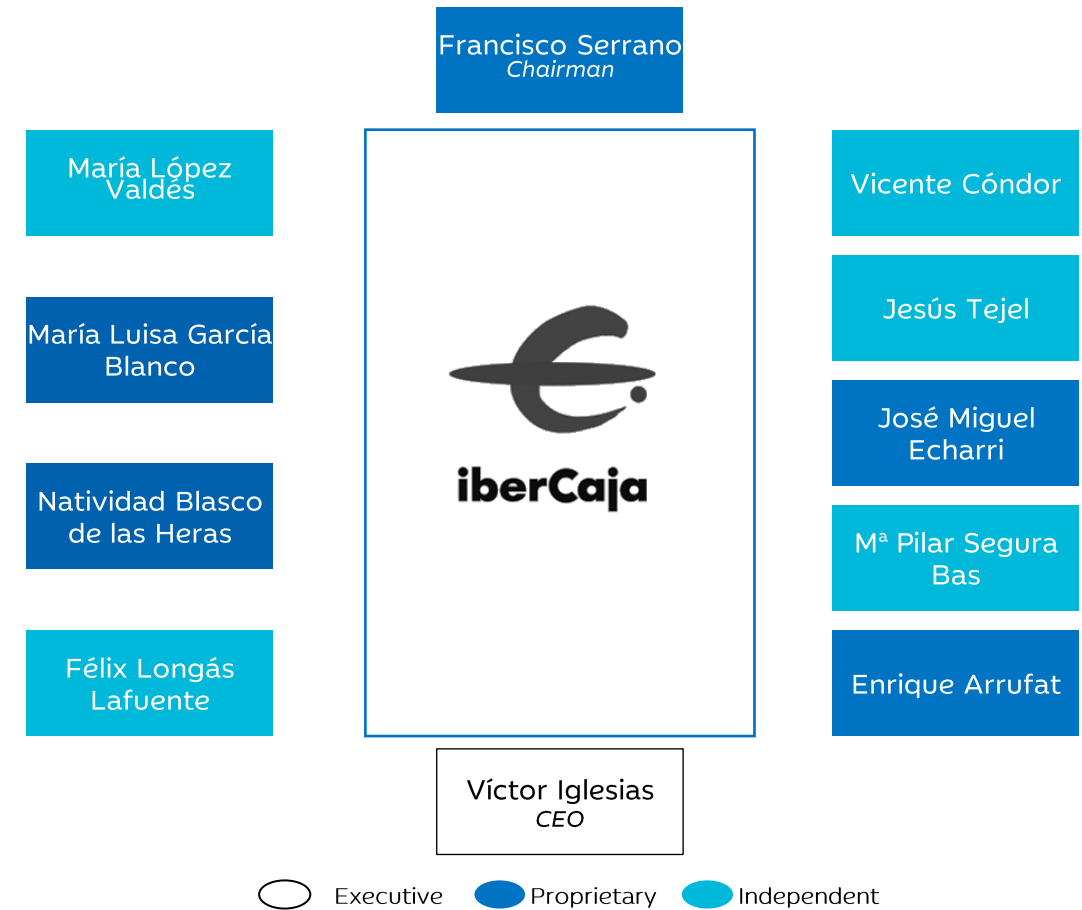 Francisco Serrano
Chairman
María López
Valdés
María Luisa García
Blanco
Natividad Blasco
de las Heras
Félix Longás
Lafuente
iberCaja
Vicente Cóndor
Jesús Tejel
José Miguel
Echarri
Mª Pilar Segura
Bas
Enrique Arrufat
Víctor Iglesias
CEO
Executive Proprietary Independent